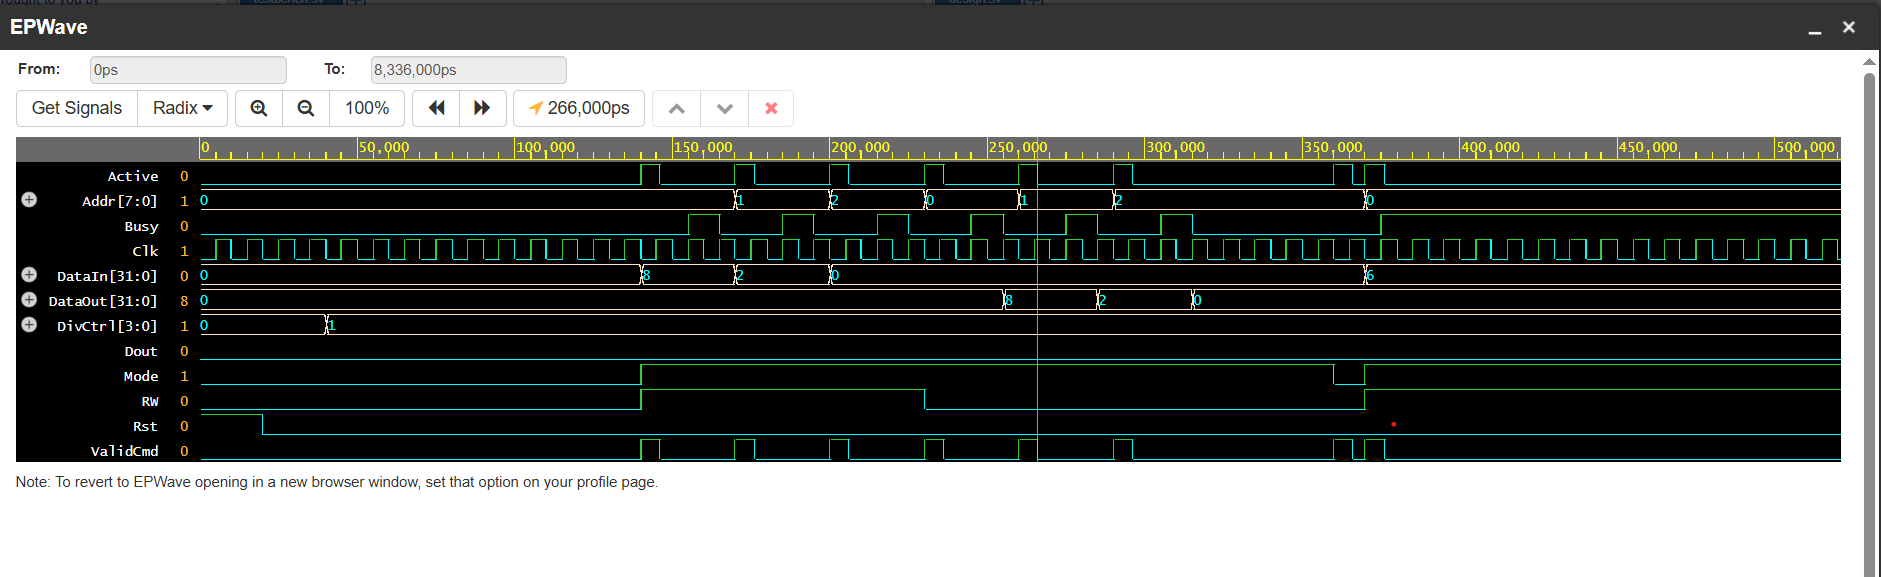 EPWave
From: 0ps To: 8,336,000ps
Get Signals Radix 100% 266,000ps
0 50,000 100,000 150,000 200,000 250,000 300,000 350,000 400,000 450,000 500,000
Active 0
Addr[7:0] 1 0 1 2 0 1 2 0
Busy 0
Clk 1
DataIn[31:0] 0 0 8 2 0 6
DataOut[31:0] 8 0 8 2 0
DivCtrl[3:0] 1 0 1
Dout 0
Mode 1
RW 0
Rst 0
ValidCmd 0
Note: To revert to EPWave opening in a new browser window, set that option on your profile page.